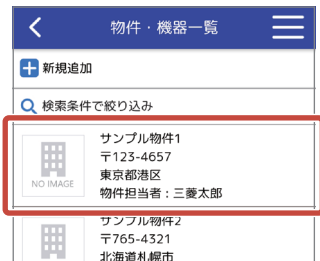 物件・機器一覧
新規追加
検索条件で絞り込み
サンプル物件1
〒123-4657
東京都港区
物件担当者：三菱太郎
NO IMAGE
サンプル物件2
〒765-4321
北海道札幌市